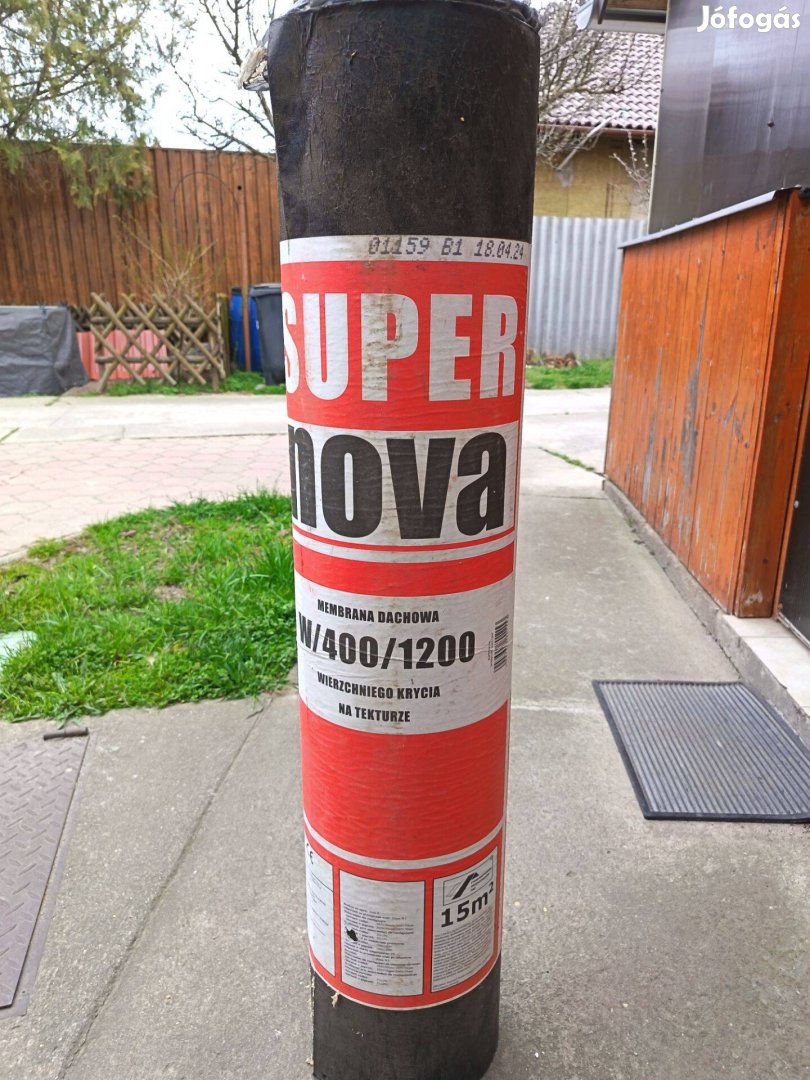 Jófogás
01159 B1 18.04.24
SUPER
nova
MEMBRANA DACHOWA
W/400/1200
WIERZCHNIEGO KRYCIA
NA TEKTURZE
15m²